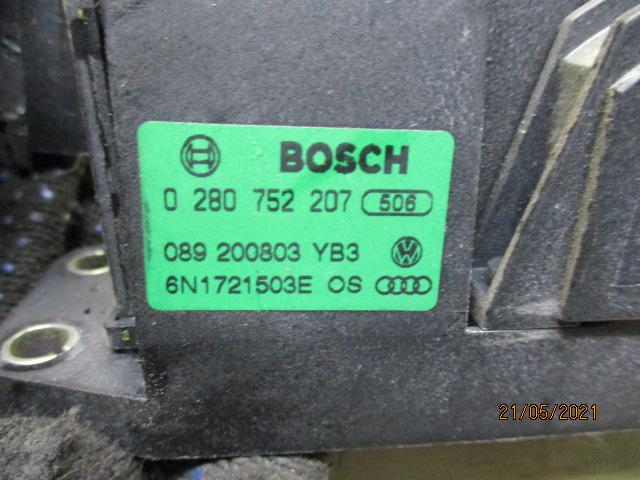 BOSCH
0 280 752 207 506
089 200803 YB3
6N1721503E OS
21/05/2021